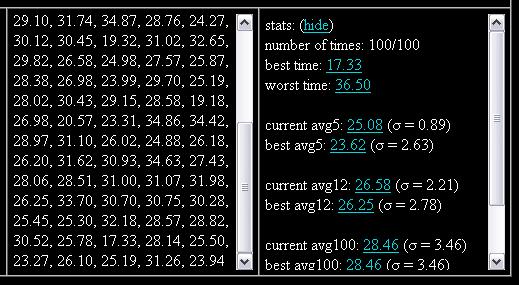 29.10, 31.74, 34.87, 28.76, 24.27,
30.12, 30.45, 19.32, 31.02, 32.65,
29.82, 26.58, 24.98, 27.57, 25.87,
28.38, 26.98, 23.99, 29.70, 25.19,
28.02, 30.43, 29.15, 28.58, 19.18,
26.98, 20.57, 23.31, 34.86, 34.42,
28.97, 31.10, 26.02, 24.88, 26.18,
26.20, 31.62, 30.93, 34.63, 27.43,
28.06, 28.51, 31.00, 31.07, 31.98,
26.25, 33.70, 30.70, 30.75, 30.28,
25.45, 25.30, 32.18, 28.57, 28.82,
30.52, 25.78, 17.33, 28.14, 25.50,
23.27, 26.10, 25.19, 31.26, 23.94
stats: (hide)
number of times: 100/100
best time: 17.33
worst time: 36.50
current avg5: 25.08 (σ = 0.89)
best avg5: 23.62 (σ = 2.63)
current avg12: 26.58 (σ = 2.21)
best avg12: 26.25 (σ = 2.78)
current avg100: 28.46 (σ = 3.46)
best avg100: 28.46 (σ = 3.46)